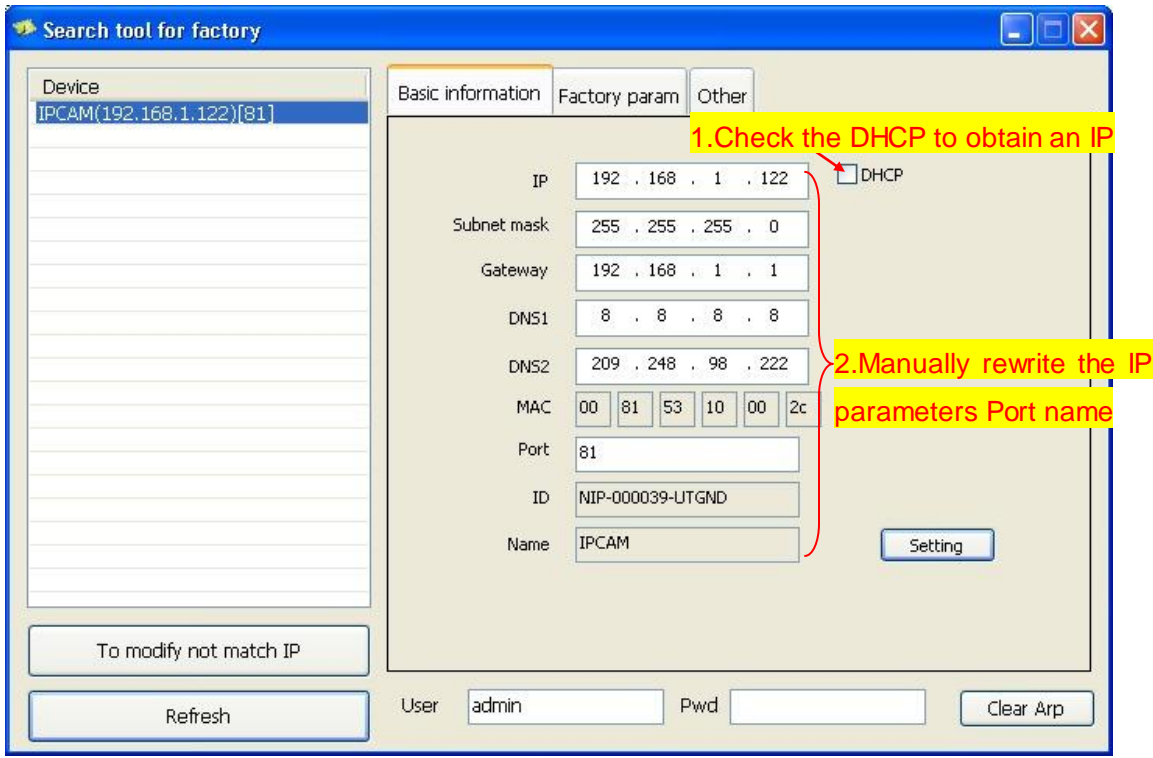 Search tool for factory
Device
IPCAM(192.168.1.122)[81]
Basic information Factory param Other
1.Check the DHCP to obtain an IP
IP 192 . 168 . 1 . 122 DHCP
Subnet mask 255 . 255 . 255 . 0
Gateway 192 . 168 . 1 . 1
DNS1 8 . 8 . 8 . 8
DNS2 209 . 248 . 98 . 222
2.Manually rewrite the IP
parameters Port name
MAC 00 81 53 10 00 2c
Port 81
ID NIP-000039-UTGND
Name IPCAM
Setting
To modify not match IP
Refresh
User admin Pwd Clear Arp